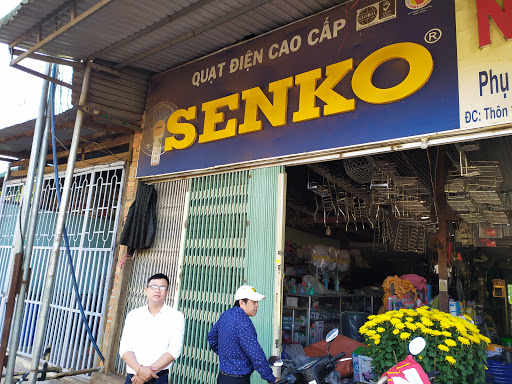 QUẠT ĐIỆN CAO CẤP
SENKO®
N
Phụ
ĐC: Thôn